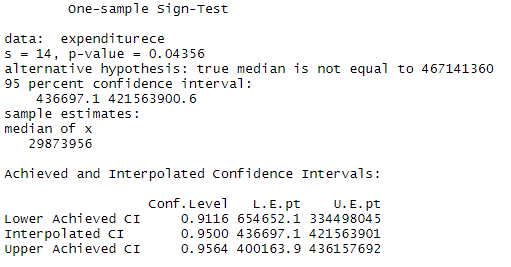 One-sample Sign-Test
data: expenditurece
s = 14, p-value = 0.04356
alternative hypothesis: true median is not equal to 467141360
95 percent confidence interval:
436697.1 421563900.6
sample estimates:
median of x
29873956
Achieved and Interpolated Confidence Intervals:
Conf.Level L.E.pt U.E.pt
Lower Achieved CI 0.9116 654652.1 334498045
Interpolated CI 0.9500 436697.1 421563901
Upper Achieved CI 0.9564 400163.9 436157692